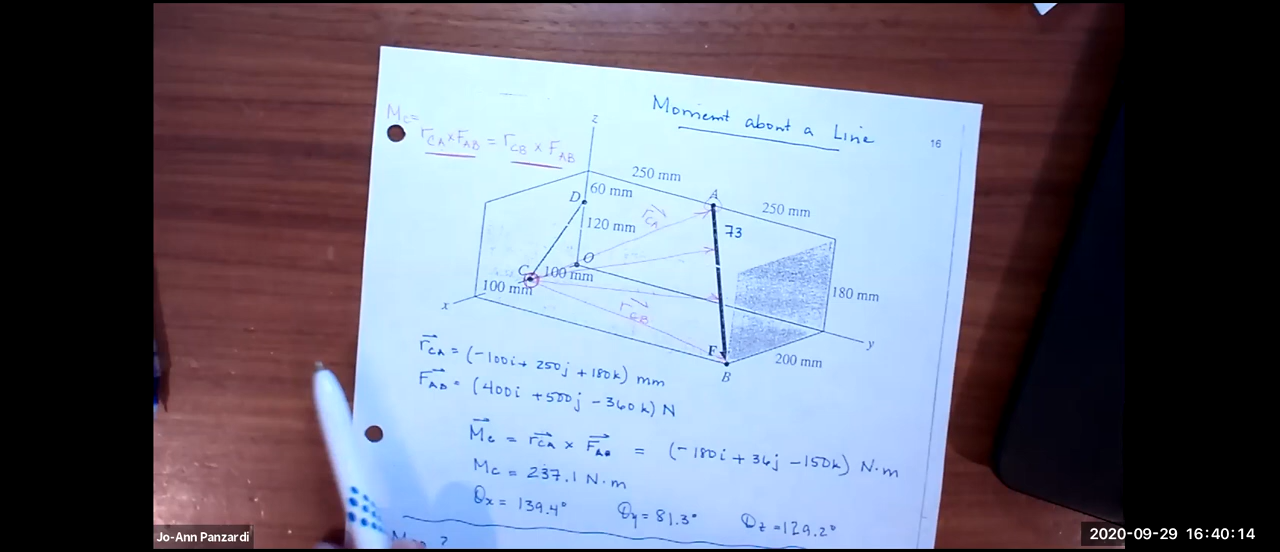 Moment about a Line
16
Mc=
rCA×FAB = rCB × FAB
z
250 mm
A
D
60 mm
250 mm
rCA
73
120 mm
O
C
100 mm
180 mm
100 mm
x
rCB
y
F
200 mm
B
rCA = (-100i + 250j + 180k) mm
FAB = (400i + 500j - 360k) N
Mc = rCA × FAB = (-180i + 36j - 150k) N·m
Mc = 237.1 N·m
Θx = 139.4° Θy = 81.3° Θz = 129.2°
Jo-Ann Panzardi
2020-09-29 16:40:14